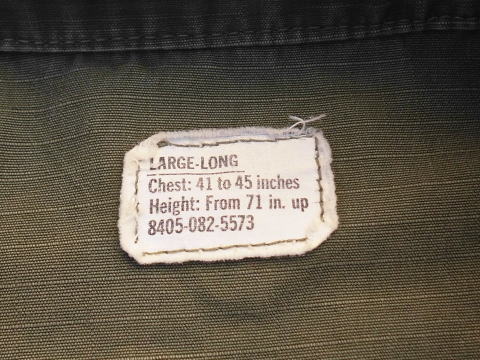 LARGE-LONG
Chest: 41 to 45 inches
Height: From 71 in. up
8405-082-5573